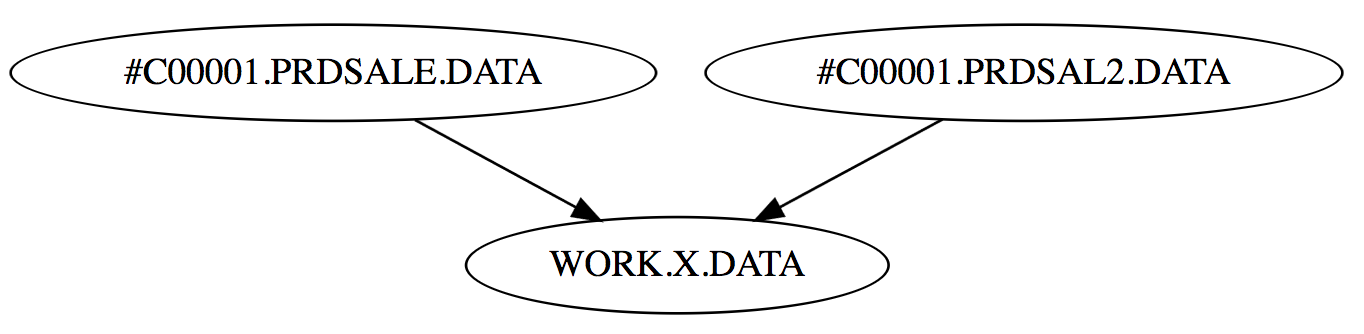 #C00001.PRDSALE.DATA
#C00001.PRDSAL2.DATA
WORK.X.DATA